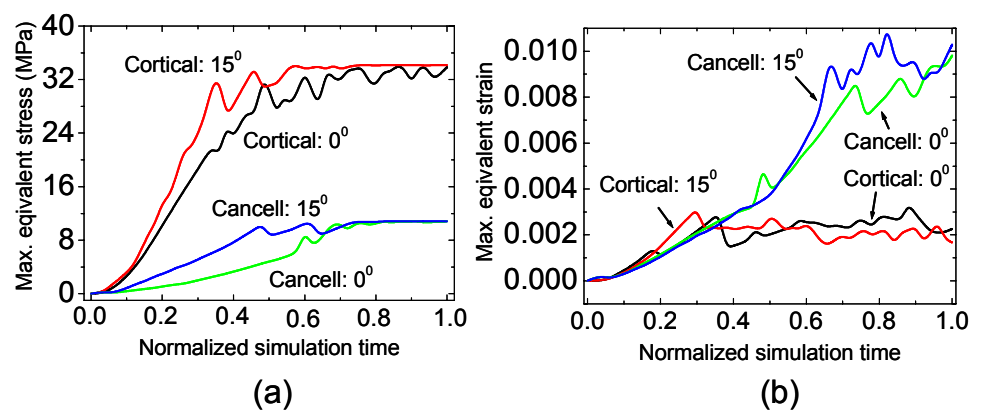 40
32
24
16
8
0
Max. eqivalent stress (MPa)
Cortical: 15⁰
Cortical: 0⁰
Cancell: 15⁰
Cancell: 0⁰
0.0 0.2 0.4 0.6 0.8 1.0
Normalized simulation time
(a)
0.010
0.008
0.006
0.004
0.002
0.000
Max. eqivalent strain
Cancell: 15⁰
Cancell: 0⁰
Cortical: 15⁰
Cortical: 0⁰
0.0 0.2 0.4 0.6 0.8 1.0
Normalized simulation time
(b)